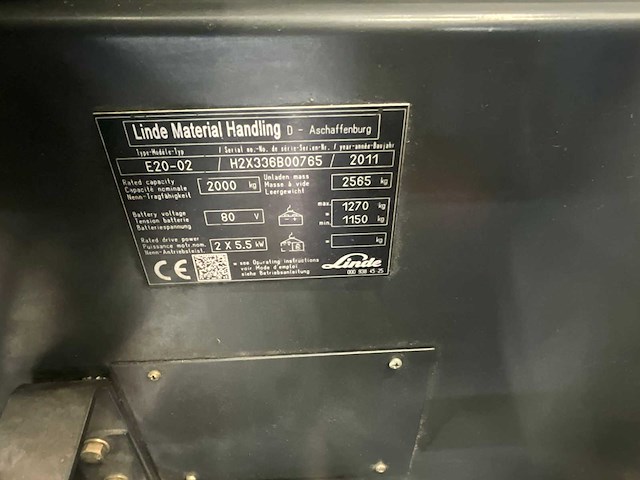 Linde Material Handling D - Aschaffenburg
Type-Modele-Typ / Serial no.-No. de série-Serien-Nr. / year-année-Baujahr
E20-02 / H2X336B00765 / 2011
Rated capacity
Capacité nominale
Nenn-Tragfähigkeit
2000 kg
Unladen mass
Masse à vide
Leergewicht
2565 kg
Battery voltage
Tension batterie
Batteriespannung
80 V
max. 1270 kg
=
min. 1150 kg
Rated drive power
Puissance motr.nom.
Nenn-Antriebsleist.
2 X 5.5 kW
= kg
CE
= see Operating instructions
voir Mode d'emploi
siehe Betriebsanleitung
Linde
000 938 45 25